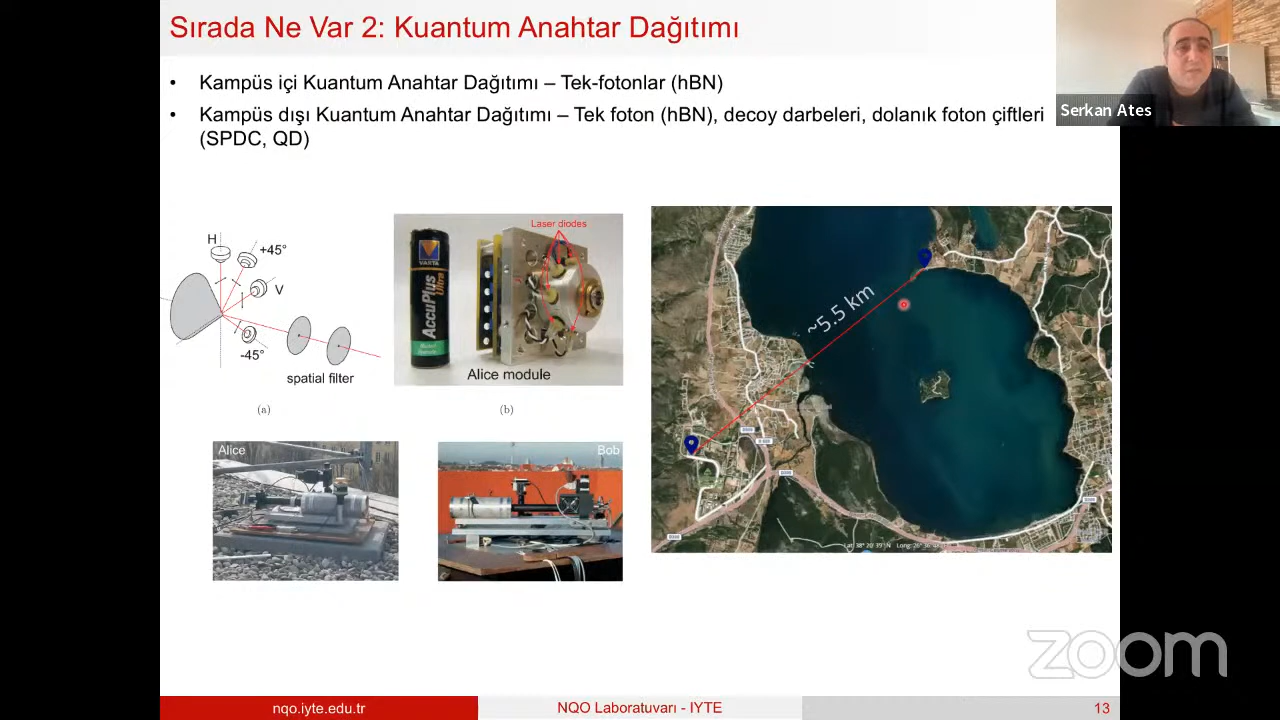 Sırada Ne Var 2: Kuantum Anahtar Dağıtımı
Serkan Ates
• Kampüs içi Kuantum Anahtar Dağıtımı – Tek-fotonlar (hBN)
• Kampüs dışı Kuantum Anahtar Dağıtımı – Tek foton (hBN), decoy darbeleri, dolanık foton çiftleri
(SPDC, QD)
H
+45°
V
-45°
spatial filter
(a)
Laser diodes
VARTA
AccuPlus
Ultra
Alice module
(b)
~5.5 km
Alice
Bob
zoom
nqo.iyte.edu.tr
NQO Laboratuvarı - IYTE
13